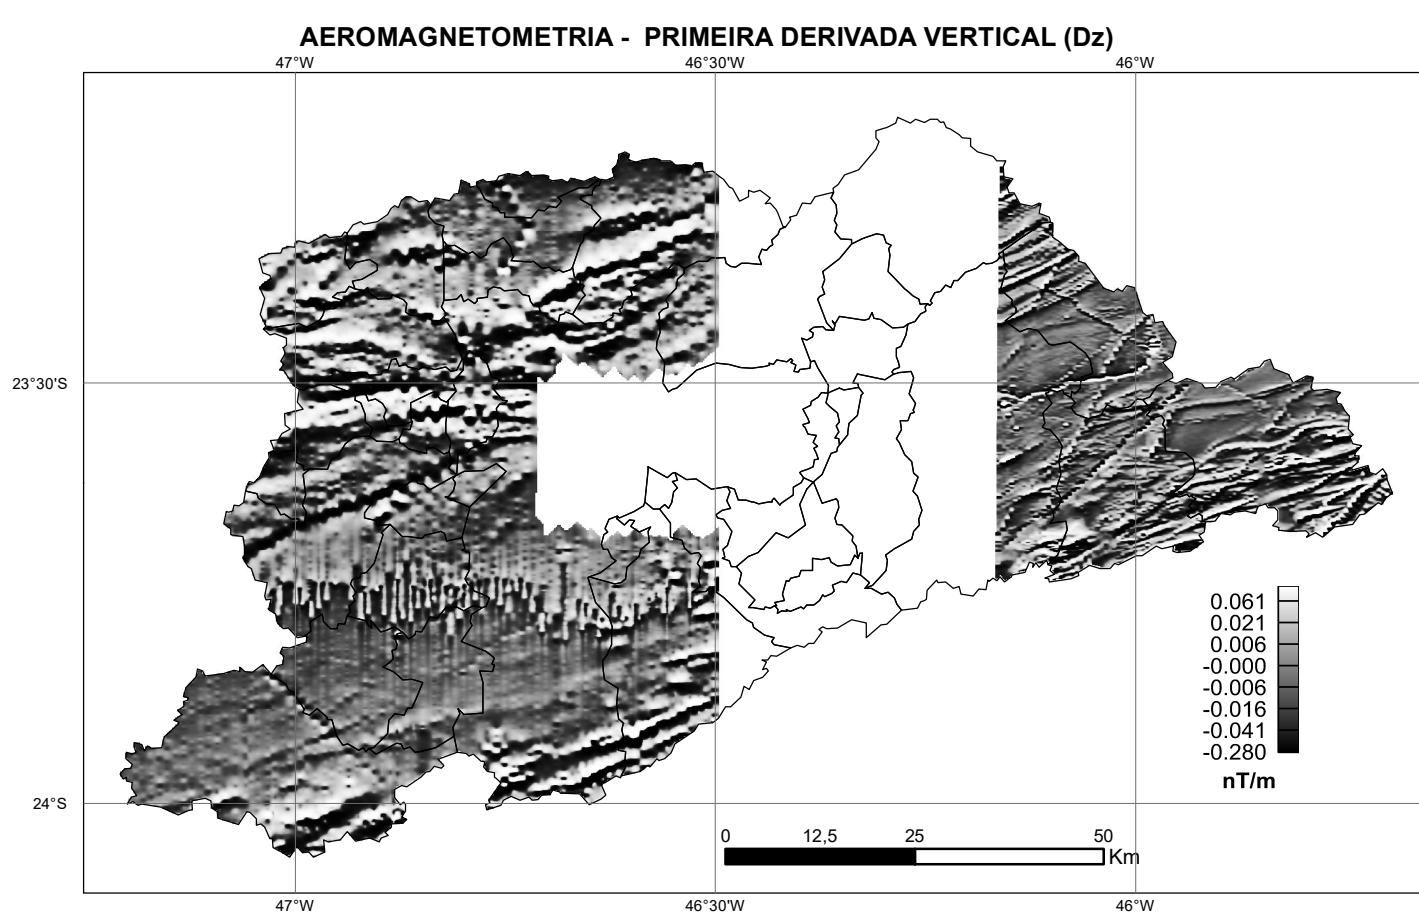 AEROMAGNETOMETRIA - PRIMEIRA DERIVADA VERTICAL (Dz)
47°W 46°30'W 46°W
23°30'S
24°S
0.061
0.021
0.006
-0.000
-0.006
-0.016
-0.041
-0.280
nT/m
0 12,5 25 50
Km
47°W 46°30'W 46°W